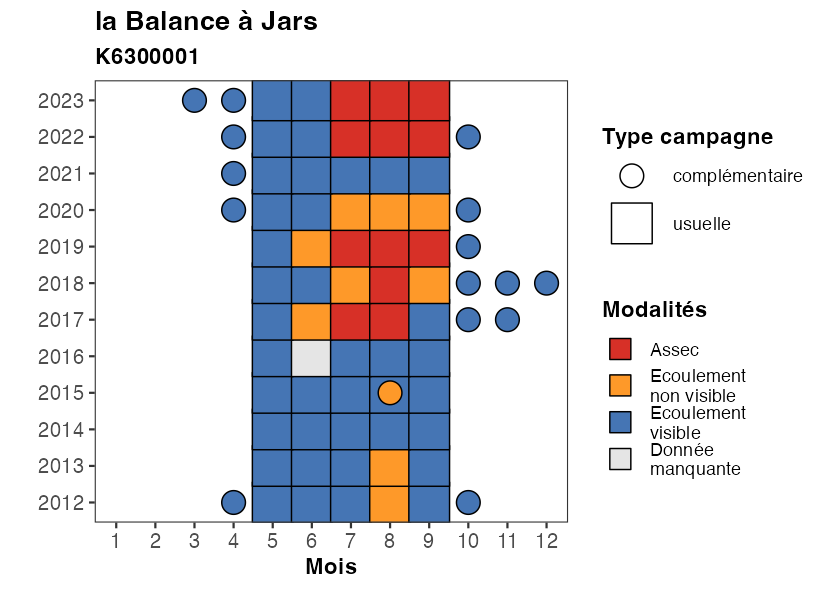 la Balance à Jars
K6300001
2023
2022
2021
2020
2019
2018
2017
2016
2015
2014
2013
2012
1 2 3 4 5 6 7 8 9 10 11 12
Mois
Type campagne
complémentaire
usuelle
Modalités
Assec
Ecoulement
non visible
Ecoulement
visible
Donnée
manquante